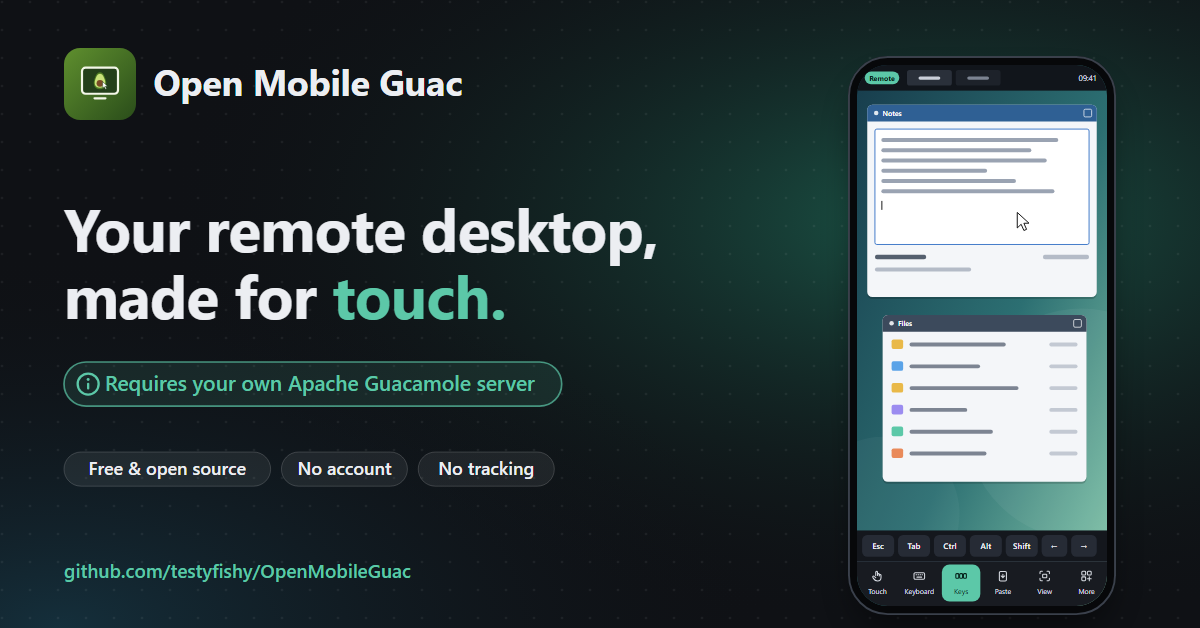 Open Mobile Guac
Your remote desktop,
made for touch.
Requires your own Apache Guacamole server
Free & open source
No account
No tracking
github.com/testyfishy/OpenMobileGuac
Remote
09:41
Notes
Files
Esc
Tab
Ctrl
Alt
Shift
←
→
Touch
Keyboard
Keys
Paste
View
More